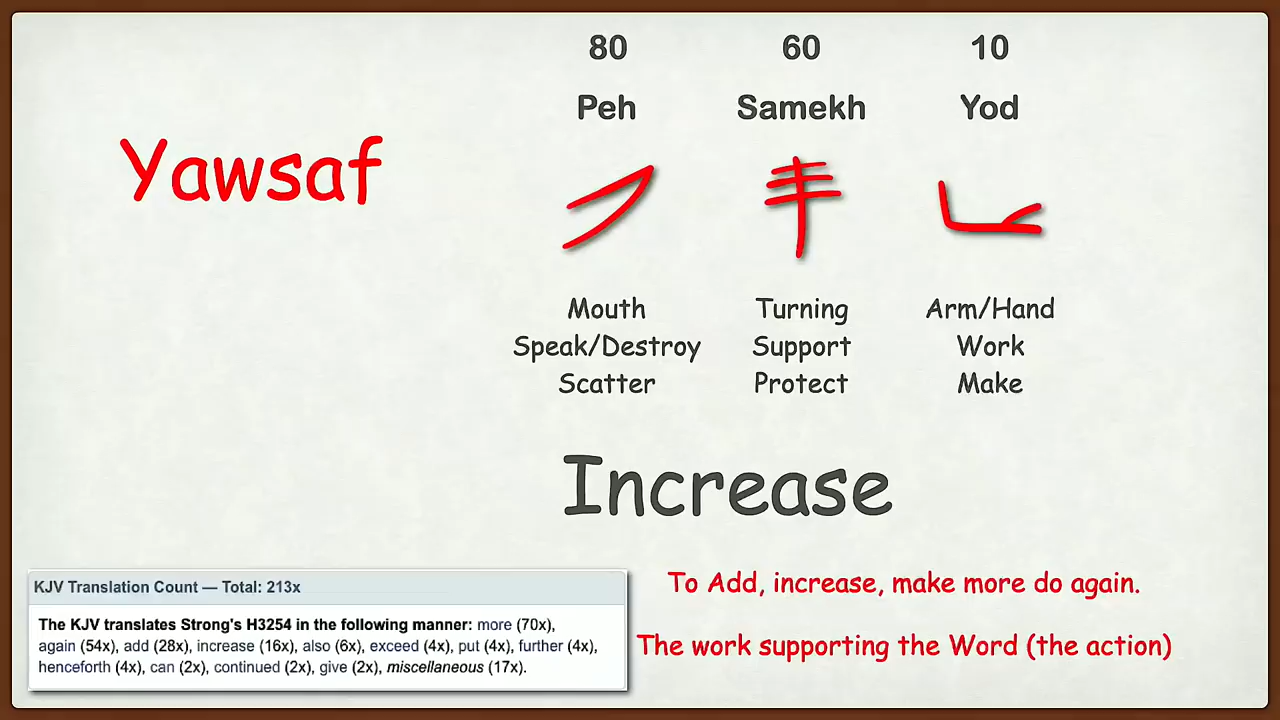 80 60 10
Peh Samekh Yod
Yawsaf
Mouth Turning Arm/Hand
Speak/Destroy Support Work
Scatter Protect Make
Increase
KJV Translation Count — Total: 213x
The KJV translates Strong's H3254 in the following manner: more (70x),
again (54x), add (28x), increase (16x), also (6x), exceed (4x), put (4x), further (4x),
henceforth (4x), can (2x), continued (2x), give (2x), miscellaneous (17x).
To Add, increase, make more do again.
The work supporting the Word (the action)